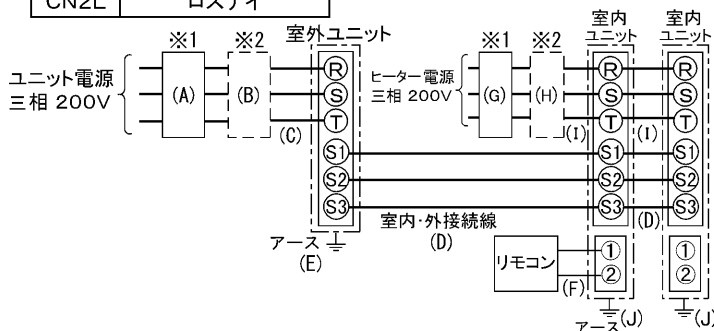 CN2L ロスナイ
※1 ※2 室外ユニット
ユニット電源
三相 200V
(A) (B) (C)
R
S
T
S1
S2
S3
アース
(E)
室内・外接続線
(D)
※1 ※2
ヒーター電源
三相 200V
(G) (H) (I) (I)
室内
ユニット
室内
ユニット
R R
S S
T T
S1 S1
S2 S2
S3 S3
(D)
リモコン
(F)
① ①
② ②
アース (J) (J)